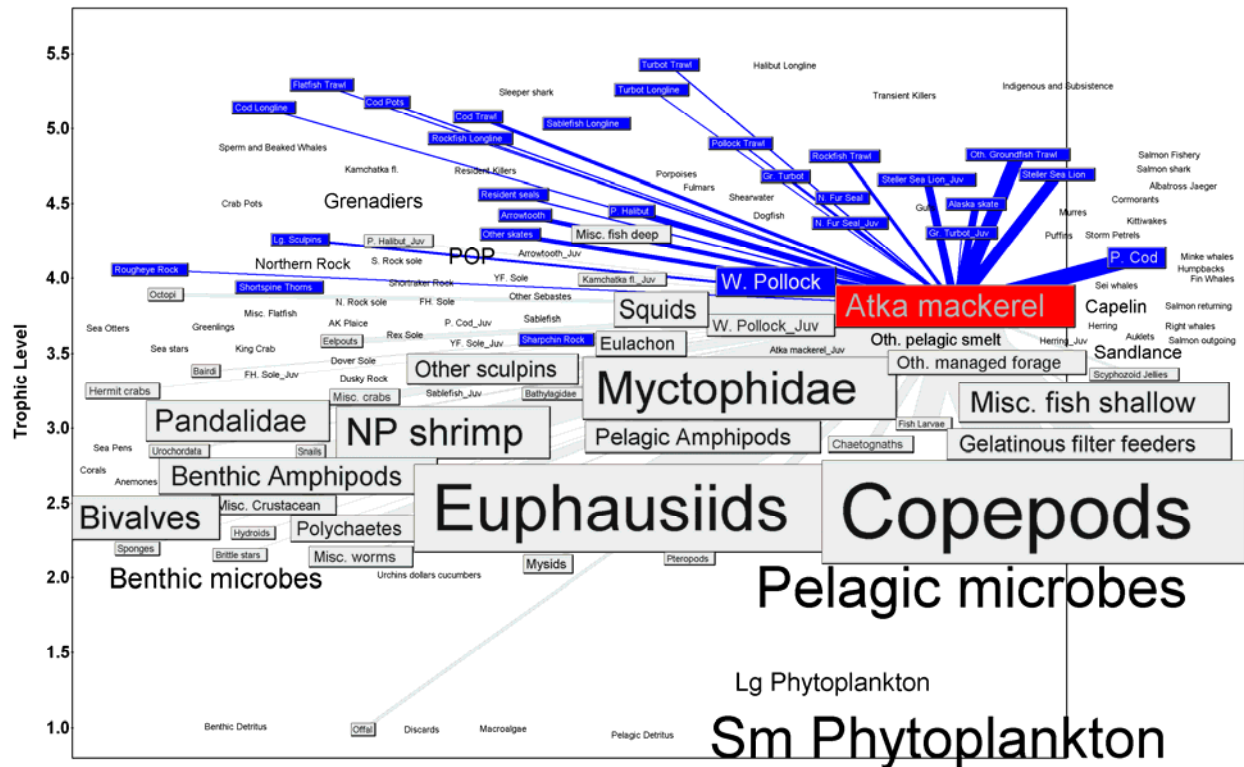 Trophic Level
5.5
5.0
4.5
4.0
3.5
3.0
2.5
2.0
1.5
1.0
Turbot Trawl
Halibut Longline
Flatfish Trawl
Turbot Longline
Indigenous and Subsistence
Sleeper shark
Transient Killers
Cod Longline
Cod Pots
Cod Trawl
Sablefish Longline
Rockfish Longline
Pollock Trawl
Sperm and Beaked Whales
Rockfish Trawl
Oth. Groundfish Trawl
Salmon Fishery
Kamchatka fl.
Resident Killers
Porpoises
Gr. Turbot
Steller Sea Lion_Juv
Steller Sea Lion
Salmon shark
Fulmars
Albatross Jaeger
Crab Pots
Grenadiers
Resident seals
Shearwater
N. Fur Seal
Alaska skate
Cormorants
Arrowtooth
P. Halibut
Dogfish
N. Fur Seal_Juv
Murres
Kittiwakes
Lg. Sculpins
P. Halibut_Juv
Other skates
Misc. fish deep
Gr. Turbot_Juv
Puffins
Storm Petrels
Rougheye Rock
Northern Rock
S. Rock sole
POP
Arrowtooth_Juv
P. Cod
Minke whales
Humpbacks
Fin Whales
Shortspine Thorns
Shortraker Rock
YF. Sole
Kamchatka fl._Juv
W. Pollock
Sei whales
Octopi
N. Rock sole
FH. Sole
Other Sebastes
Squids
Atka mackerel
Capelin
Salmon returning
Misc. Flatfish
Sea Otters
Greenlings
AK Plaice
P. Cod_Juv
Sablefish
W. Pollock_Juv
Herring
Right whales
Eelpouts
Rex Sole
YF. Sole_Juv
Sharpchin Rock
Eulachon
Oth. pelagic smelt
Herring_Juv
Auklets
Salmon outgoing
Sea stars
King Crab
Dover Sole
Atka mackerel_Juv
Oth. managed forage
Sandlance
Bairdi
FH. Sole_Juv
Dusky Rock
Other sculpins
Scyphozoid Jellies
Hermit crabs
Misc. crabs
Sablefish_Juv
Bathylagidae
Myctophidae
Misc. fish shallow
Pandalidae
NP shrimp
Pelagic Amphipods
Fish Larvae
Chaetognaths
Gelatinous filter feeders
Sea Pens
Urochordata
Snails
Corals
Anemones
Benthic Amphipods
Misc. Crustacean
Bivalves
Euphausiids
Copepods
Hydroids
Polychaetes
Sponges
Brittle stars
Misc. worms
Mysids
Pteropods
Benthic microbes
Urchins dollars cucumbers
Pelagic microbes
Lg Phytoplankton
Benthic Detritus
Offal
Discards
Macroalgae
Pelagic Detritus
Sm Phytoplankton